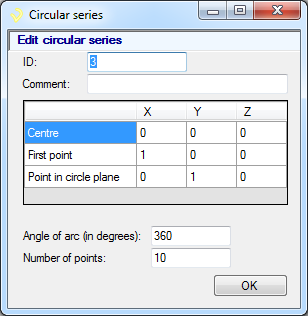 Circular series
Edit circular series
ID: 3
Comment:
X Y Z
Centre 0 0 0
First point 1 0 0
Point in circle plane 0 1 0
Angle of arc (in degrees): 360
Number of points: 10
OK